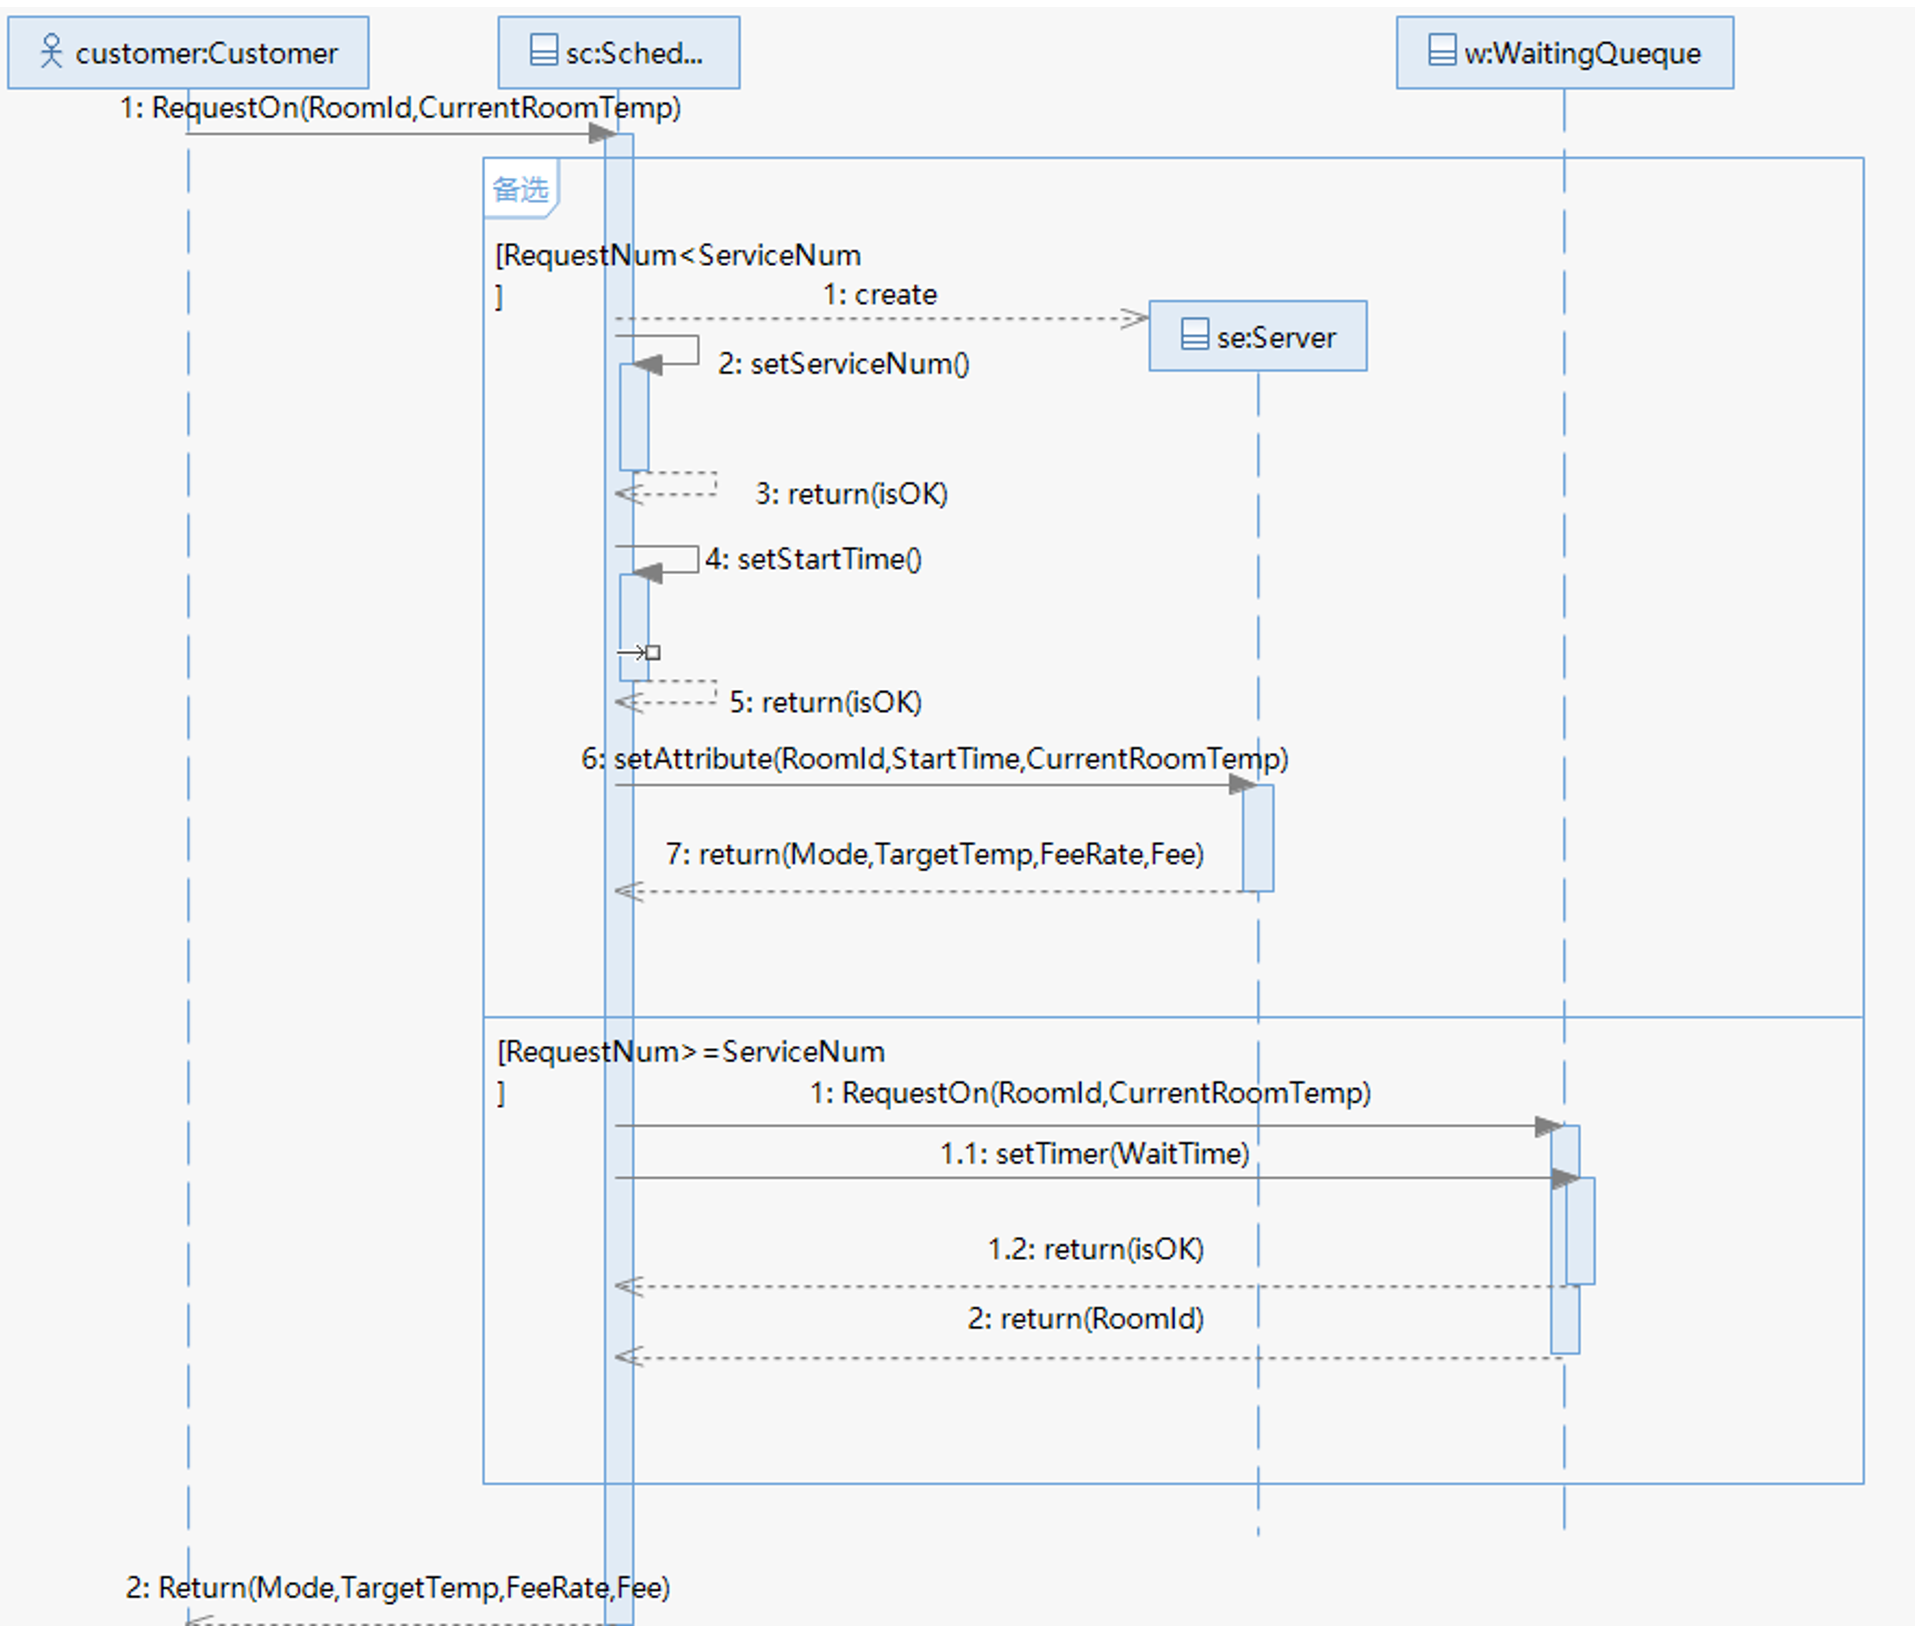 customer:Customer
sc:Sched...
w:WaitingQueque
1: RequestOn(RoomId,CurrentRoomTemp)
备选
[RequestNum<ServiceNum
]
1: create
se:Server
2: setServiceNum()
3: return(isOK)
4: setStartTime()
5: return(isOK)
6: setAttribute(RoomId,StartTime,CurrentRoomTemp)
7: return(Mode,TargetTemp,FeeRate,Fee)
[RequestNum>=ServiceNum
]
1: RequestOn(RoomId,CurrentRoomTemp)
1.1: setTimer(WaitTime)
1.2: return(isOK)
2: return(RoomId)
2: Return(Mode,TargetTemp,FeeRate,Fee)